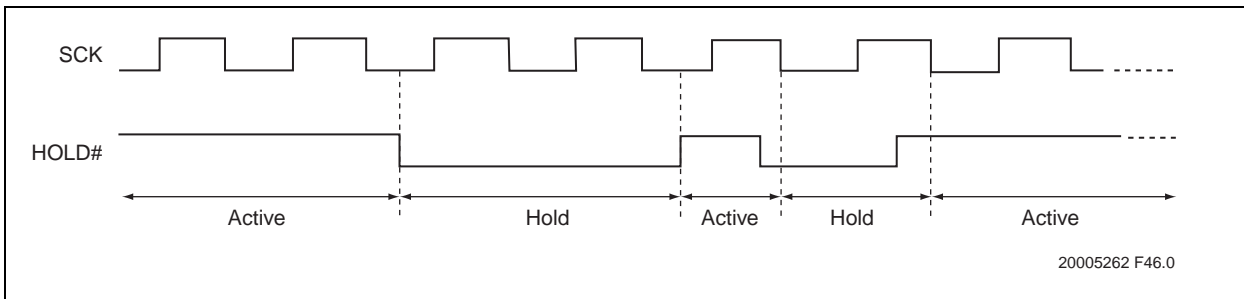 SCK
HOLD#
Active
Hold
Active
Hold
Active
20005262 F46.0